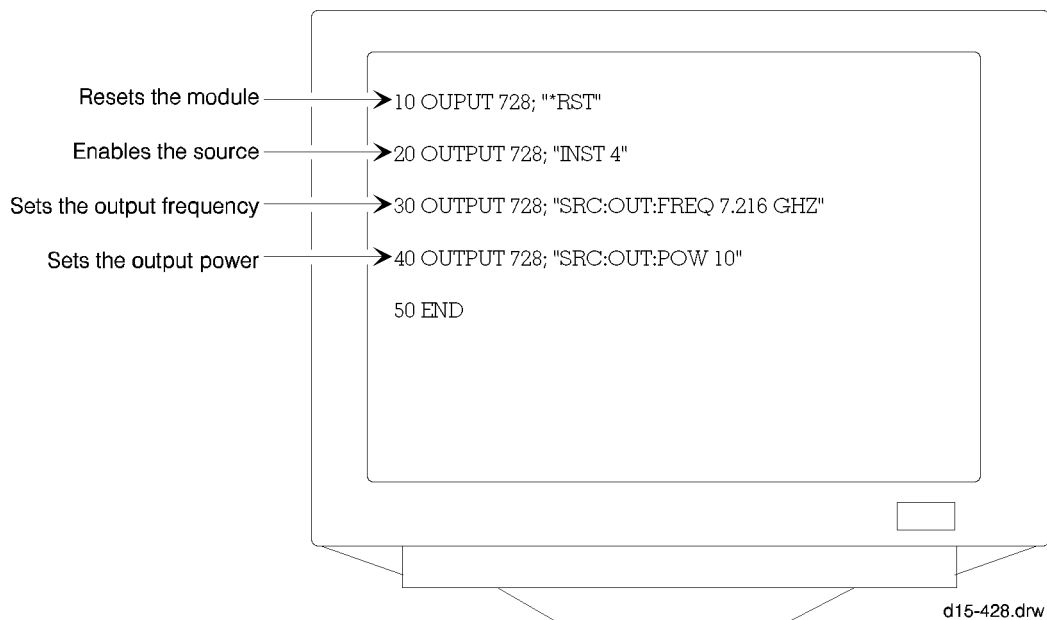 Resets the module
10 OUPUT 728; "*RST"
Enables the source
20 OUTPUT 728; "INST 4"
Sets the output frequency
30 OUTPUT 728; "SRC:OUT:FREQ 7.216 GHZ"
Sets the output power
40 OUTPUT 728; "SRC:OUT:POW 10"
50 END
d15-428.drw